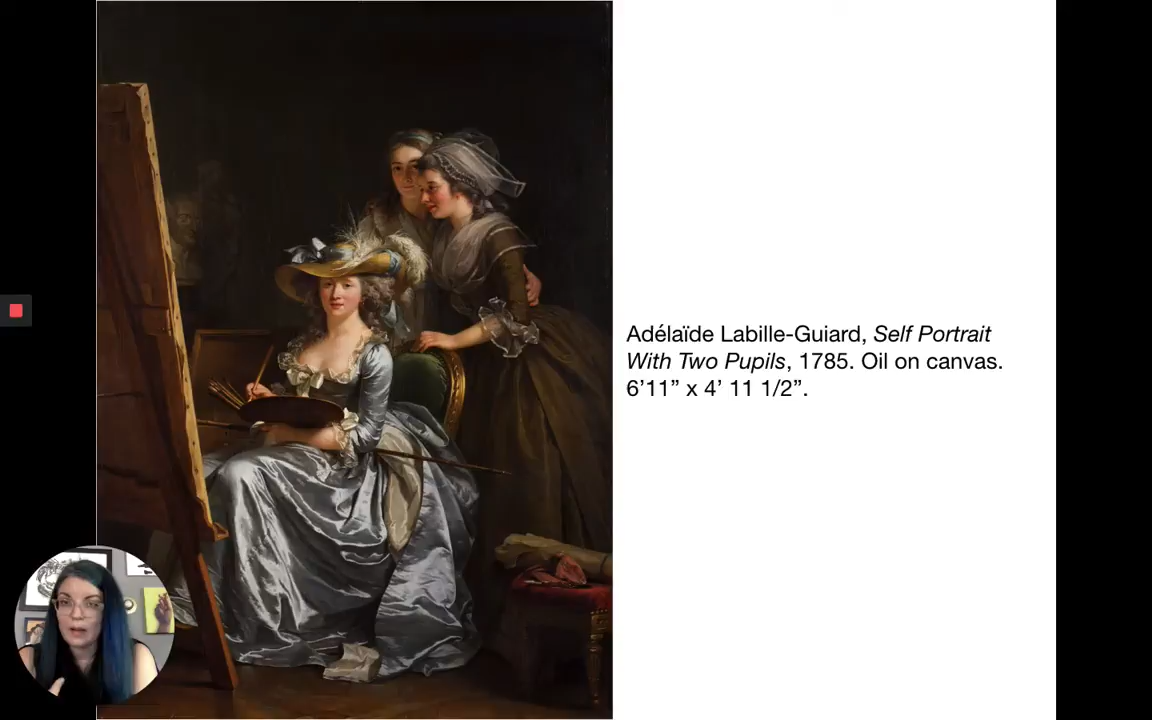 Adélaïde Labille-Guiard, Self Portrait
With Two Pupils, 1785. Oil on canvas.
6’11” x 4’ 11 1/2”.